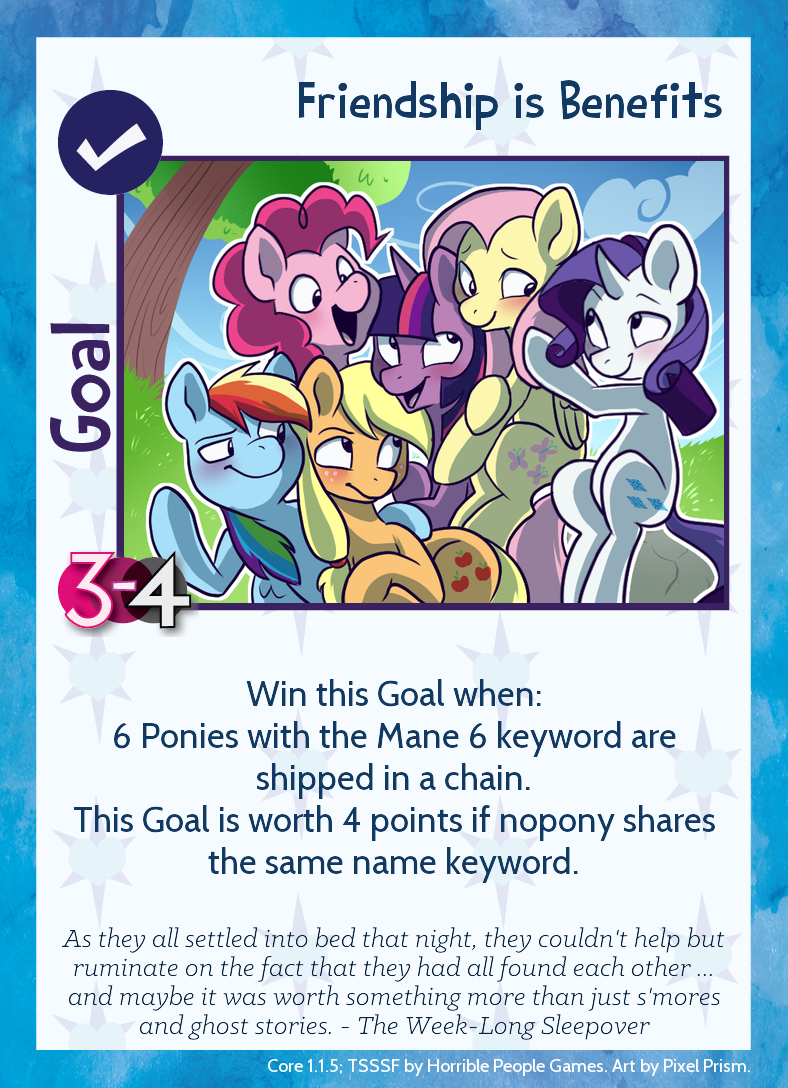 Friendship is Benefits
Goal
3-4
Win this Goal when:
6 Ponies with the Mane 6 keyword are
shipped in a chain.
This Goal is worth 4 points if nopony shares
the same name keyword.
As they all settled into bed that night, they couldn't help but
ruminate on the fact that they had all found each other ...
and maybe it was worth something more than just s'mores
and ghost stories. - The Week-Long Sleepover
Core 1.1.5; TSSSF by Horrible People Games. Art by Pixel Prism.